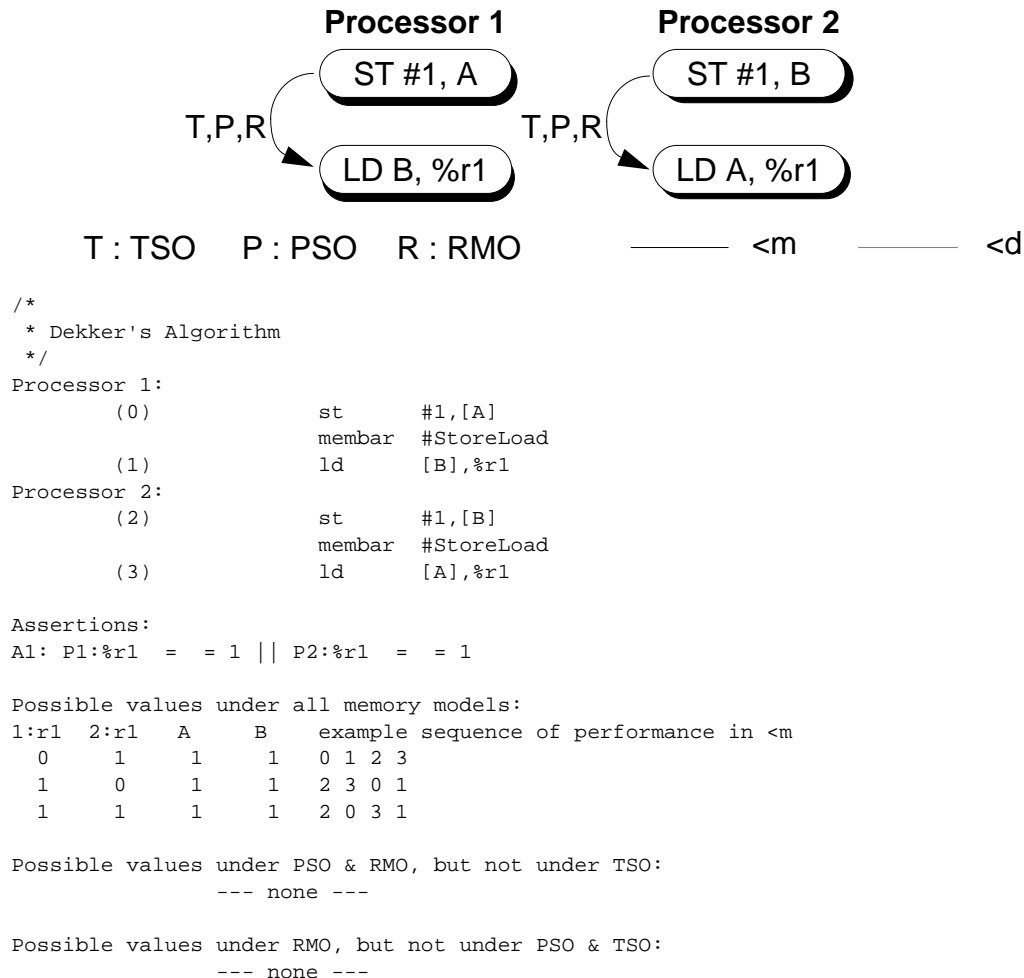 Processor 1 Processor 2
ST #1, A ST #1, B
T,P,R T,P,R
LD B, %r1 LD A, %r1
T : TSO P : PSO R : RMO <m <d
/*
 * Dekker's Algorithm
 */
Processor 1:
(0) st #1,[A]
membar #StoreLoad
(1) ld [B],%r1
Processor 2:
(2) st #1,[B]
membar #StoreLoad
(3) ld [A],%r1
Assertions:
A1: P1:%r1 = = 1 || P2:%r1 = = 1
Possible values under all memory models:
1:r1 2:r1 A B example sequence of performance in <m
0 1 1 1 0 1 2 3
1 0 1 1 2 3 0 1
1 1 1 1 2 0 3 1
Possible values under PSO & RMO, but not under TSO:
--- none ---
Possible values under RMO, but not under PSO & TSO:
--- none ---